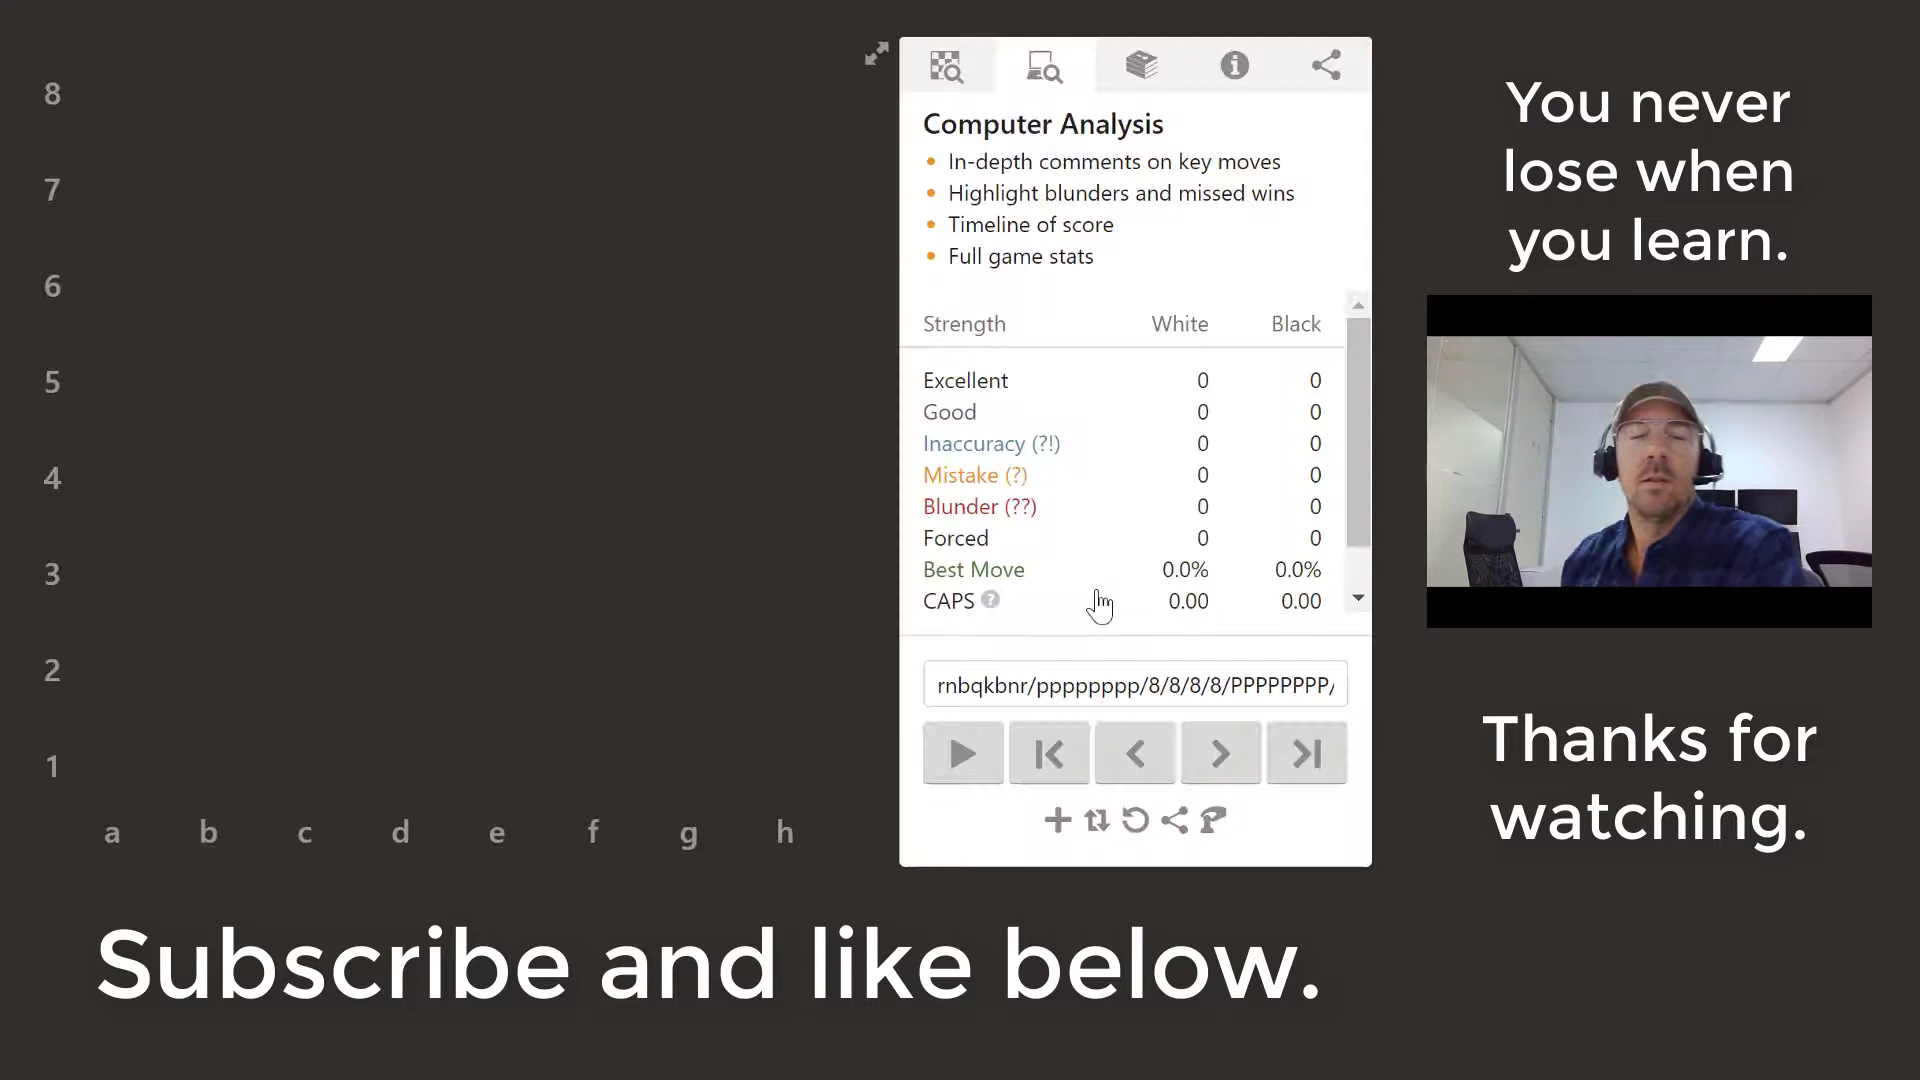 8
7
6
5
4
3
2
1
a b c d e f g h
Computer Analysis
In-depth comments on key moves
Highlight blunders and missed wins
Timeline of score
Full game stats
Strength White Black
Excellent 0 0
Good 0 0
Inaccuracy (?!) 0 0
Mistake (?) 0 0
Blunder (??) 0 0
Forced 0 0
Best Move 0.0% 0.0%
CAPS ? 0.00 0.00
rnbqkbnr/pppppppp/8/8/8/8/PPPPPPPP/
You never
lose when
you learn.
Thanks for
watching.
Subscribe and like below.